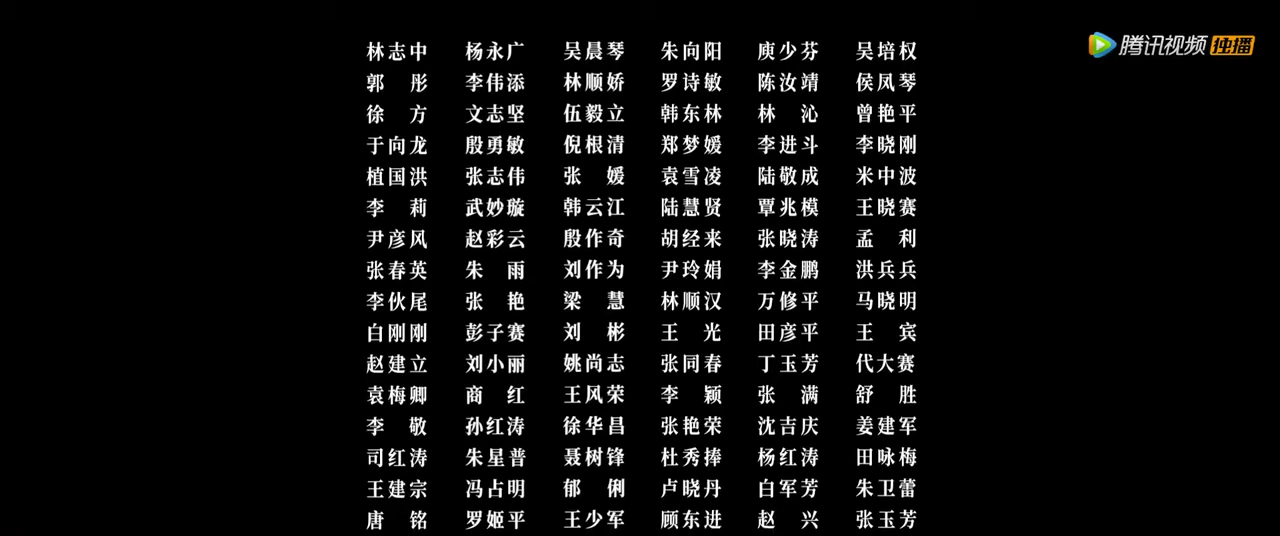 腾讯视频 独播
林志中 杨永广 吴晨琴 朱向阳 庾少芬 吴培权
郭 彤 李伟添 林顺娇 罗诗敏 陈汝靖 侯凤琴
徐 方 文志坚 伍毅立 韩东林 林 沁 曾艳平
于向龙 殷勇敏 倪根清 郑梦媛 李进斗 李晓刚
植国洪 张志伟 张 媛 袁雪凌 陆敬成 米中波
李 莉 武妙璇 韩云江 陆慧贤 覃兆模 王晓赛
尹彦风 赵彩云 殷作奇 胡经来 张晓涛 孟 利
张春英 朱 雨 刘作为 尹玲娟 李金鹏 洪兵兵
李伙尾 张 艳 梁 慧 林顺汉 万修平 马晓明
白刚刚 彭子赛 刘 彬 王 光 田彦平 王 宾
赵建立 刘小丽 姚尚志 张同春 丁玉芳 代大赛
袁梅卿 商 红 王风荣 李 颖 张 满 舒 胜
李 敬 孙红涛 徐华昌 张艳荣 沈吉庆 姜建军
司红涛 朱星普 聂树锋 杜秀捧 杨红涛 田咏梅
王建宗 冯占明 郁 俐 卢晓丹 白军芳 朱卫蕾
唐 铭 罗姬平 王少军 顾东进 赵 兴 张玉芳